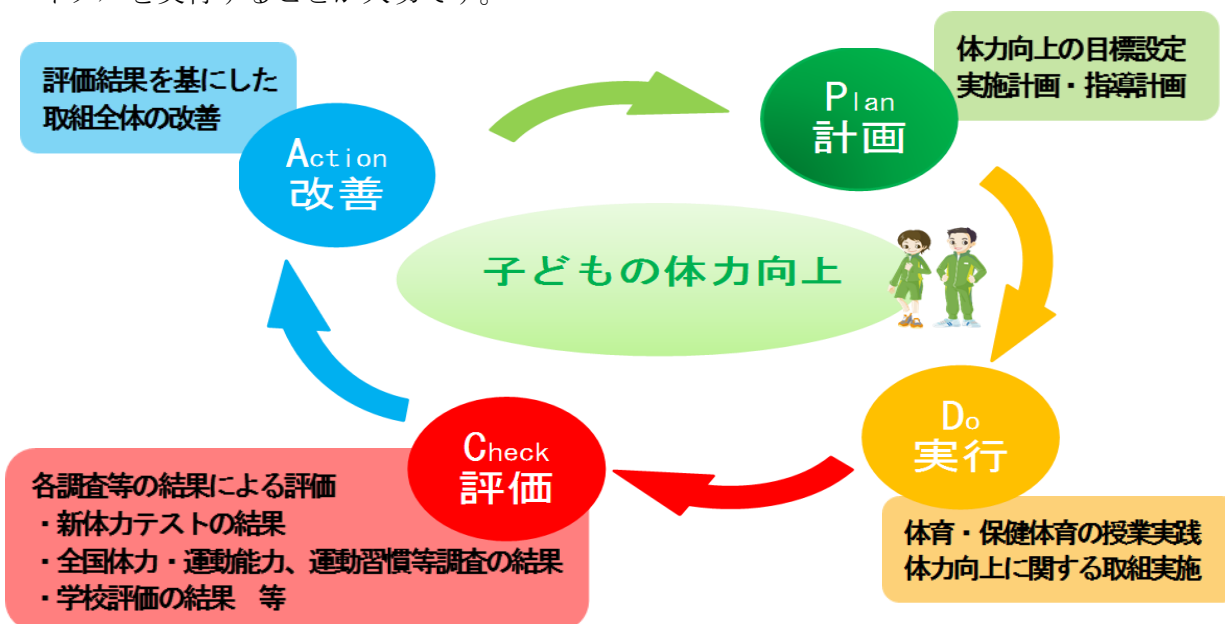 体力向上の目標設定
実施計画・指導計画
Plan
計画
評価結果を基にした
取組全体の改善
Action
改善
子どもの体力向上
Do
実行
体育・保健体育の授業実践
体力向上に関する取組実施
Check
評価
各調査等の結果による評価
・新体力テストの結果
・全国体力・運動能力、運動習慣等調査の結果
・学校評価の結果　等